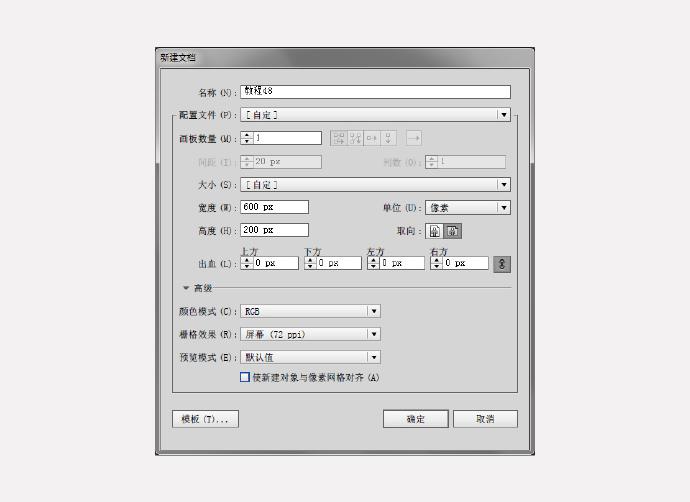 新建文档
名称(N): 教程48
配置文件(P): [自定]
画板数量(M): 1
间距(I): 20 px 列数(O): 1
大小(S): [自定]
宽度(W): 600 px 单位(U): 像素
高度(H): 200 px 取向:
上方 下方 左方 右方
出血(L): 0 px 0 px 0 px 0 px
高级
颜色模式(C): RGB
栅格效果(R): 屏幕 (72 ppi)
预览模式(E): 默认值
使新建对象与像素网格对齐(A)
模板(T)... 确定 取消